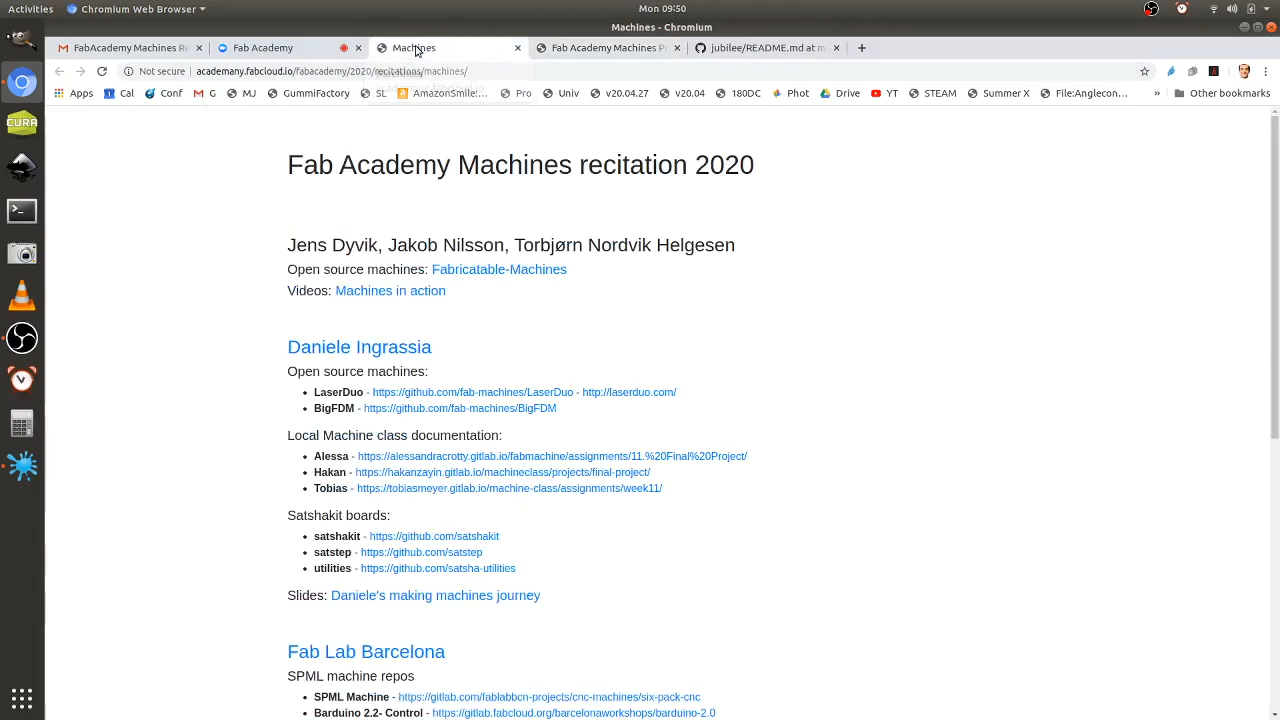 Activities Chromium Web Browser Mon 09:50
Machines - Chromium
FabAcademy Machines Re Fab Academy Machines Fab Academy Machines P jubilee/README.md at m
Not secure academany.fabcloud.io/fabacademy/2020/recitations/machines/
Apps Cal Conf G MJ GummiFactory SL AmazonSmile:... Pro Univ v20.04.27 v20.04 180DC Phot Drive YT STEAM Summer X File:Anglecon... » Other bookmarks
Fab Academy Machines recitation 2020
Jens Dyvik, Jakob Nilsson, Torbjørn Nordvik Helgesen
Open source machines: Fabricatable-Machines
Videos: Machines in action
Daniele Ingrassia
Open source machines:
LaserDuo - https://github.com/fab-machines/LaserDuo - http://laserduo.com/
BigFDM - https://github.com/fab-machines/BigFDM
Local Machine class documentation:
Alessa - https://alessandracrotty.gitlab.io/fabmachine/assignments/11.%20Final%20Project/
Hakan - https://hakanzayin.gitlab.io/machineclass/projects/final-project/
Tobias - https://tobiasmeyer.gitlab.io/machine-class/assignments/week11/
Satshakit boards:
satshakit - https://github.com/satshakit
satstep - https://github.com/satstep
utilities - https://github.com/satsha-utilities
Slides: Daniele's making machines journey
Fab Lab Barcelona
SPML machine repos
SPML Machine - https://gitlab.com/fablabbcn-projects/cnc-machines/six-pack-cnc
Barduino 2.2- Control - https://gitlab.fabcloud.org/barcelonaworkshops/barduino-2.0
CURA